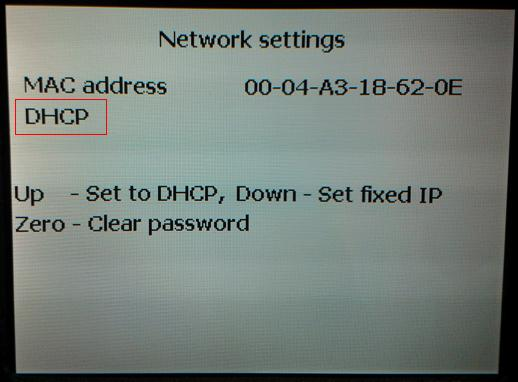 Network settings
MAC address 00-04-A3-18-62-0E
DHCP
Up - Set to DHCP, Down - Set fixed IP
Zero - Clear password